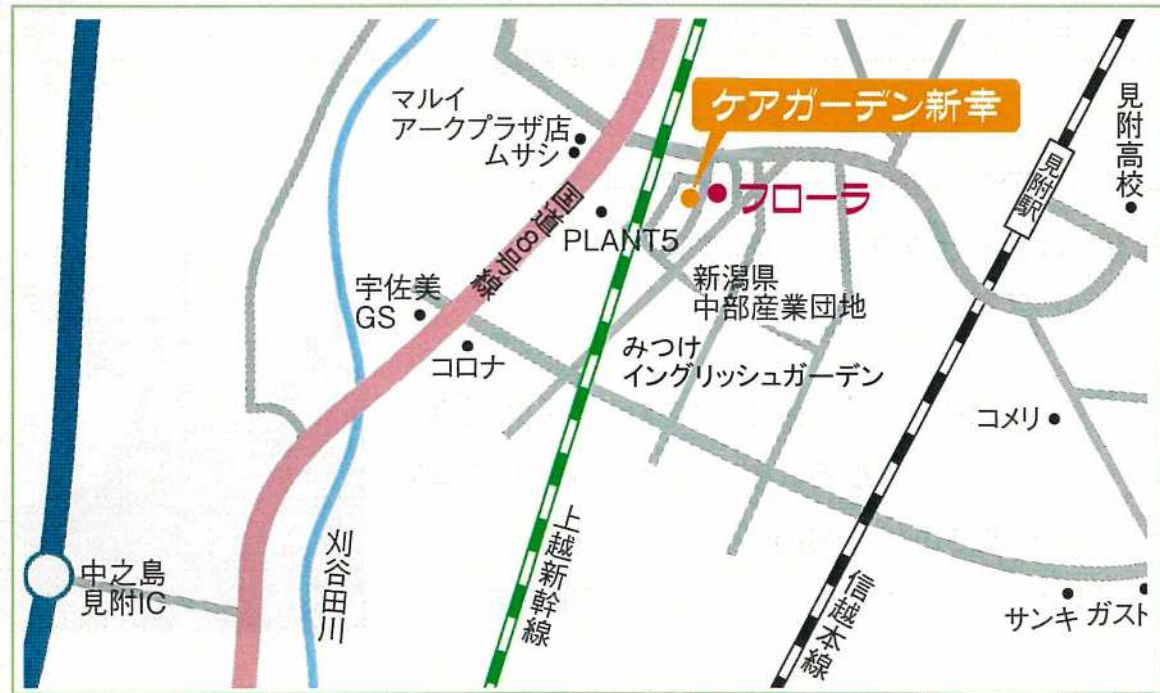 マルイ
アークプラザ店
ムサシ
ケアガーデン新幸
フローラ
見附高校
見附駅
国道8号線
PLANT5
宇佐美
GS
コロナ
新潟県
中部産業団地
みつけ
イングリッシュガーデン
コメリ
中之島
見附IC
刈谷田川
上越新幹線
信越本線
サンキ
ガスト